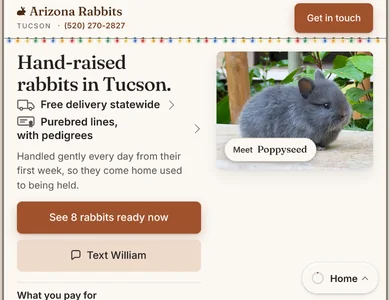 Arizona Rabbits
TUCSON · (520) 270-2827
Get in touch
Hand-raised
rabbits in Tucson.
Free delivery statewide
Purebred lines,
with pedigrees
Handled gently every day from their
first week, so they come home used
to being held.
Meet Poppyseed
See 8 rabbits ready now
Text William
Home
What you pay for